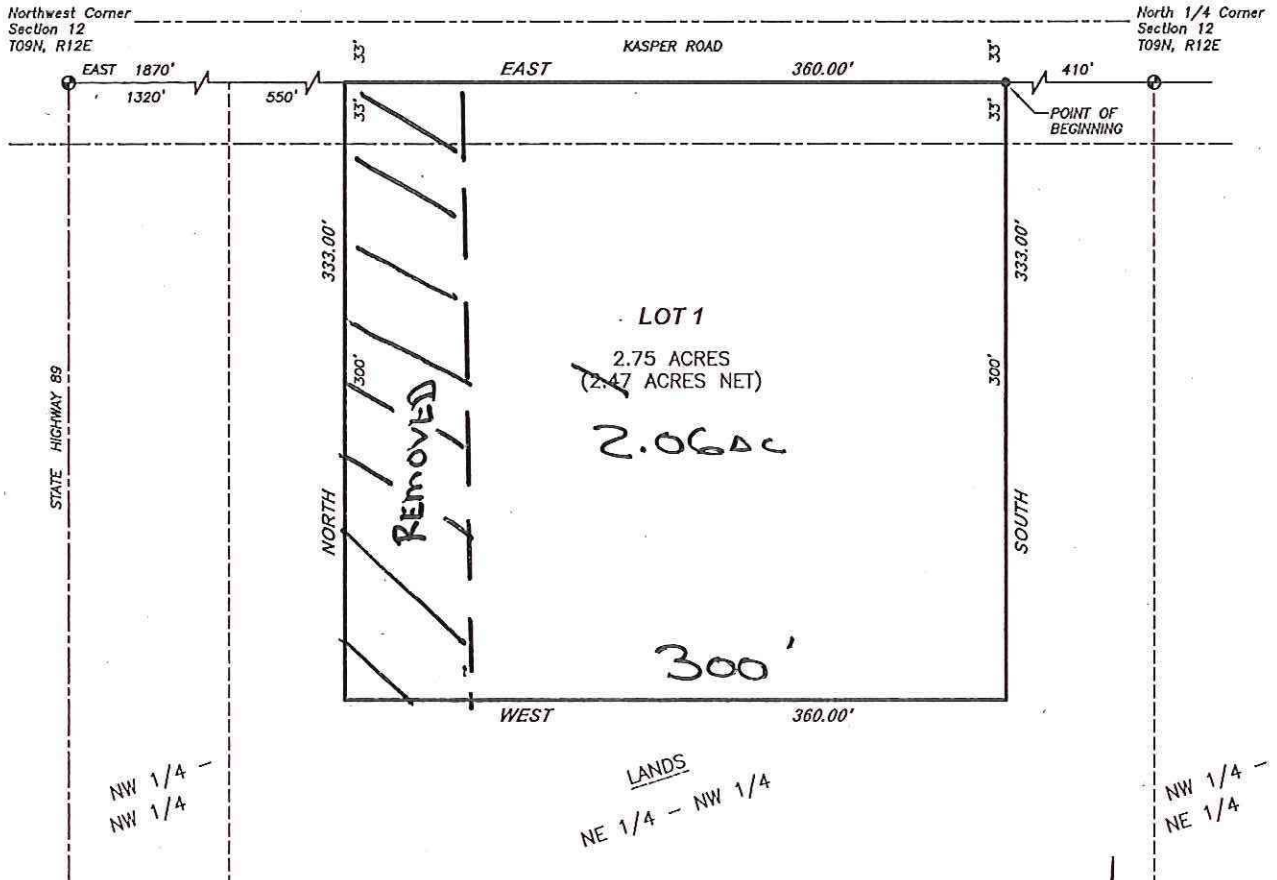 Northwest Corner
Section 12
T09N, R12E
North 1/4 Corner
Section 12
T09N, R12E
KASPER ROAD
33'
33'
EAST 1870'
1320'
550'
EAST
360.00'
410'
33'
33'
POINT OF
BEGINNING
333.00'
333.00'
LOT 1
2.75 ACRES
(2.47 ACRES NET)
2.06 AC
300'
300'
STATE HIGHWAY 89
REMOVED
NORTH
SOUTH
300'
WEST
360.00'
NW 1/4 -
NW 1/4
LANDS
NE 1/4 - NW 1/4
NW 1/4 -
NE 1/4